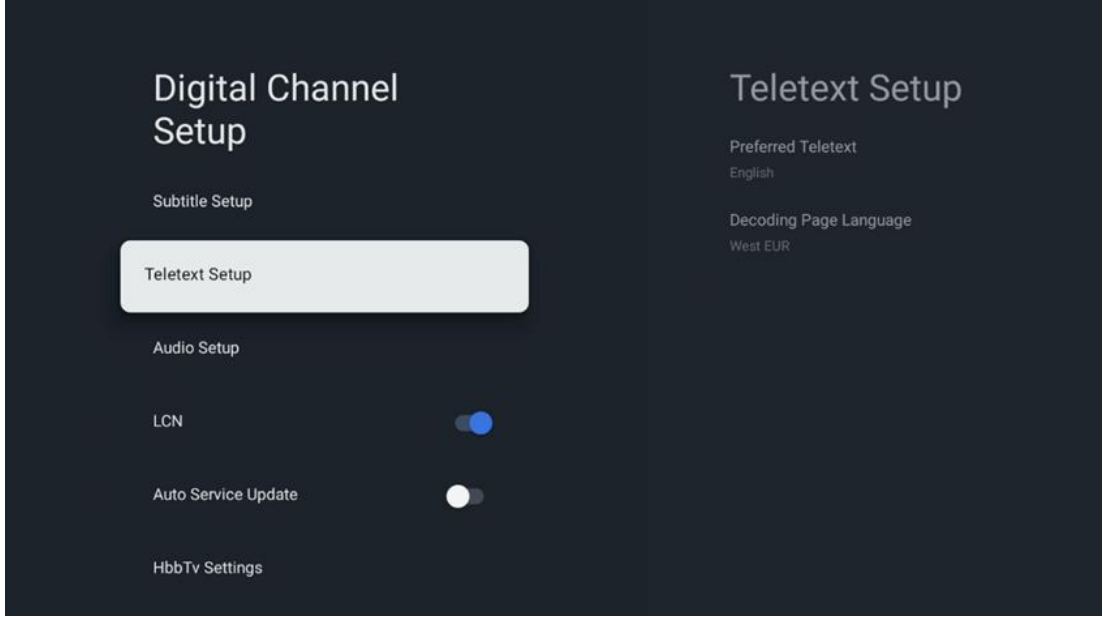 Digital Channel
Setup
Subtitle Setup
Teletext Setup
Audio Setup
LCN
Auto Service Update
HbbTv Settings
Teletext Setup
Preferred Teletext
English
Decoding Page Language
West EUR